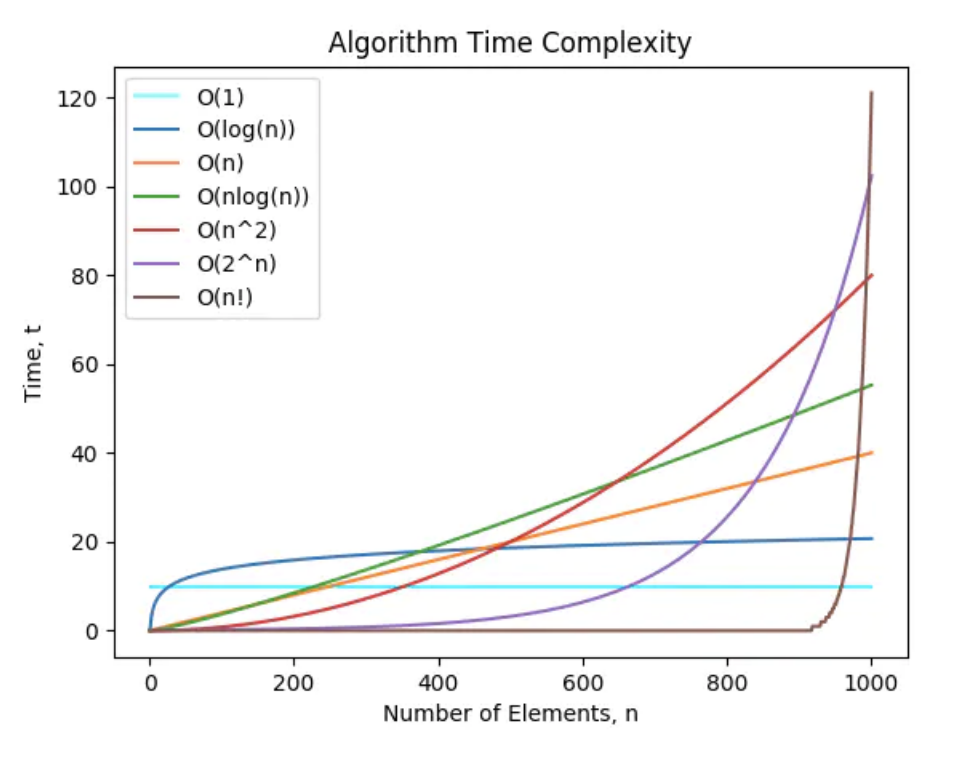 Algorithm Time Complexity
O(1)
O(log(n))
O(n)
O(nlog(n))
O(n^2)
O(2^n)
O(n!)
120
100
80
60
40
20
0
Time, t
0 200 400 600 800 1000
Number of Elements, n